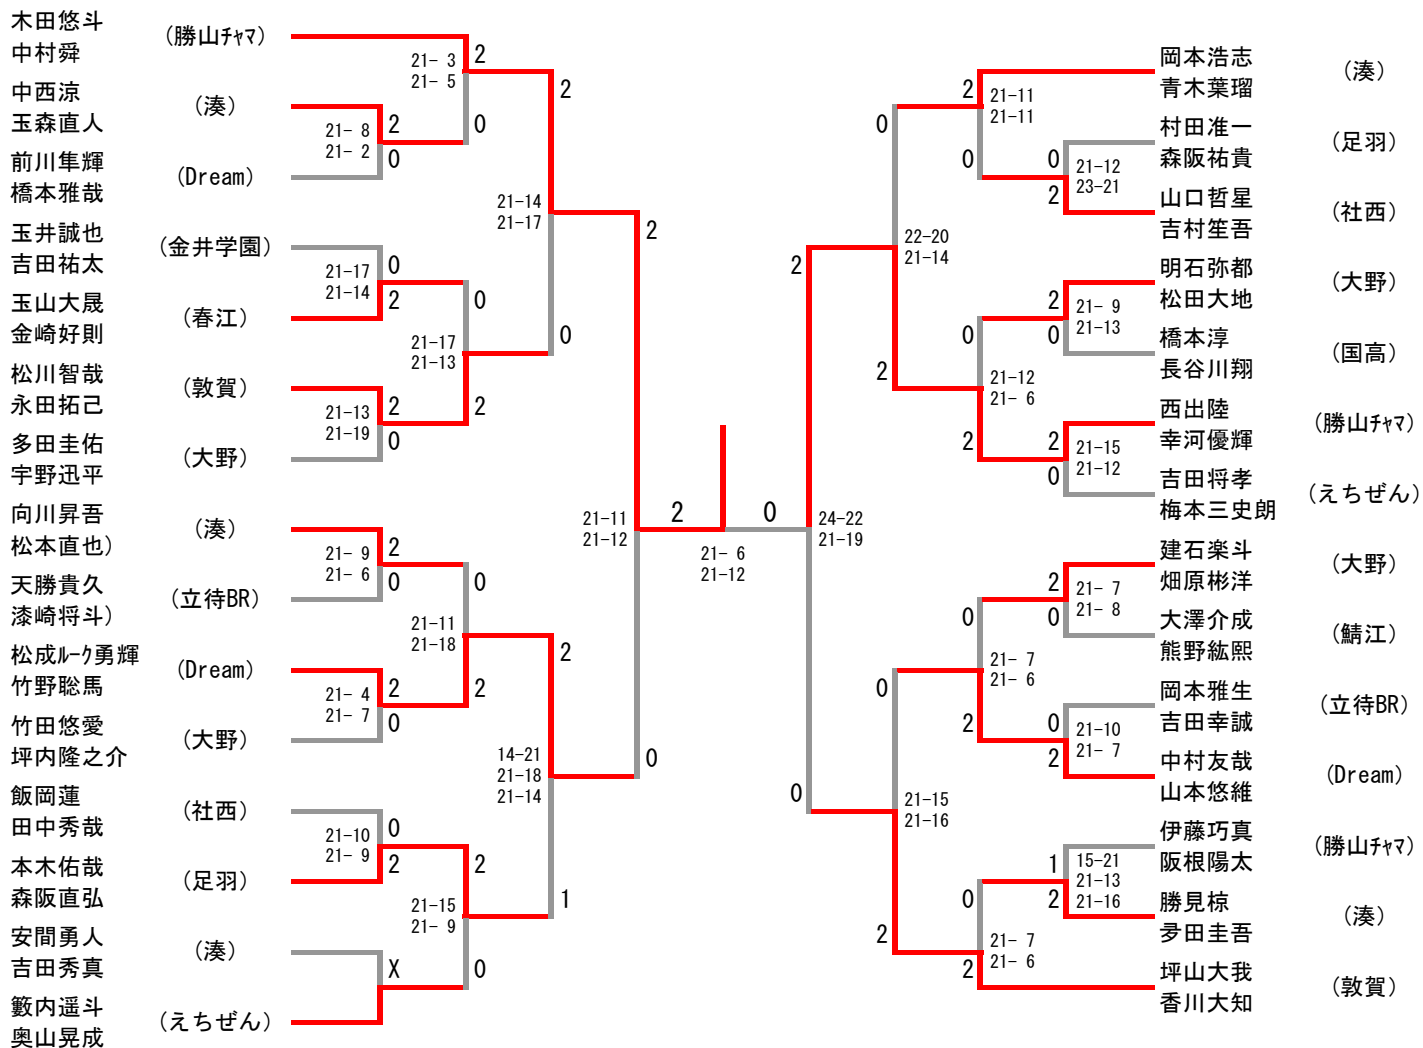 木田悠斗
中村舜
(勝山ﾁｬﾏ)
中西涼
玉森直人
(湊)
前川隼輝
橋本雅哉
(Dream)
玉井誠也
吉田祐太
(金井学園)
玉山大晟
金崎好則
(春江)
松川智哉
永田拓己
(敦賀)
多田圭佑
宇野迅平
(大野)
向川昇吾
松本直也)
(湊)
天勝貴久
漆崎将斗)
(立待BR)
松成ﾙｰｸ勇輝
竹野聡馬
(Dream)
竹田悠愛
坪内隆之介
(大野)
飯岡蓮
田中秀哉
(社西)
本木佑哉
森阪直弘
(足羽)
安間勇人
吉田秀真
(湊)
籔内遥斗
奥山晃成
(えちぜん)
21- 8
21- 2
2
0
21-17
21-14
0
2
21-13
21-19
2
0
21- 9
21- 6
2
0
21- 4
21- 7
2
0
21-10
21- 9
0
2
X
21- 3
21- 5
2
0
21-17
21-13
0
2
21-11
21-18
0
2
21-15
21- 9
2
0
21-14
21-17
2
0
14-21
21-18
21-14
2
1
21-11
21-12
2
0
2
0
21- 6
21-12
24-22
21-19
2
0
22-20
21-14
0
2
21-15
21-16
0
2
21-11
21-11
2
0
21-12
21- 6
0
2
21- 7
21- 6
0
2
21- 7
21- 6
0
2
21-12
23-21
0
2
21- 9
21-13
2
0
21-15
21-12
2
0
21- 7
21- 8
2
0
21-10
21- 7
0
2
15-21
21-13
21-16
1
2
岡本浩志
青木葉瑠
(湊)
村田准一
森阪祐貴
(足羽)
山口哲星
吉村笙吾
(社西)
明石弥都
松田大地
(大野)
橋本淳
長谷川翔
(国高)
西出陸
幸河優輝
(勝山ﾁｬﾏ)
吉田将孝
梅本三史朗
(えちぜん)
建石楽斗
畑原彬洋
(大野)
大澤介成
熊野紘熙
(鯖江)
岡本雅生
吉田幸誠
(立待BR)
中村友哉
山本悠維
(Dream)
伊藤巧真
阪根陽太
(勝山ﾁｬﾏ)
勝見椋
夛田圭吾
(湊)
坪山大我
香川大知
(敦賀)